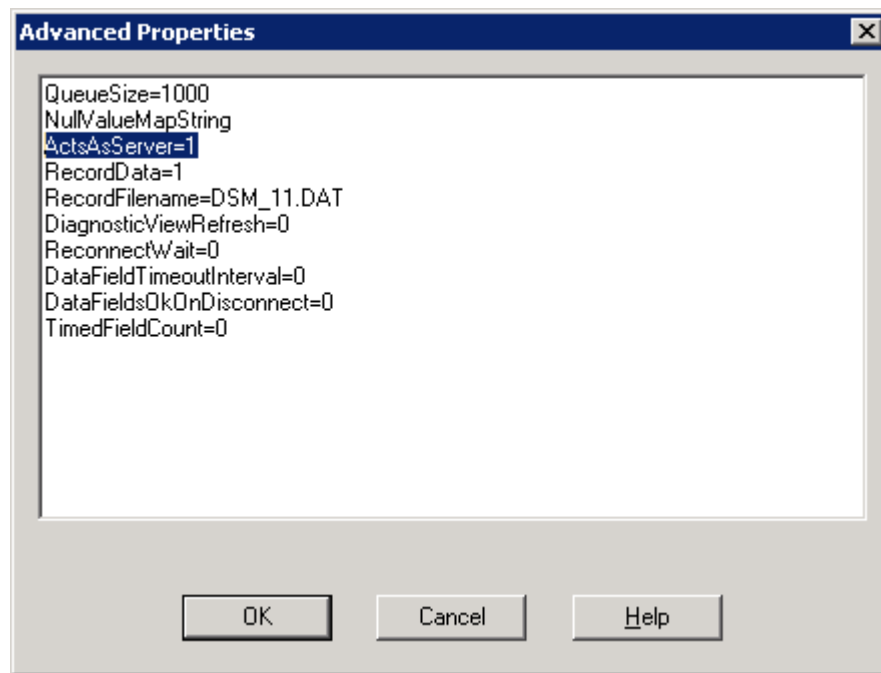 Advanced Properties
QueueSize=1000
NullValueMapString
ActsAsServer=1
RecordData=1
RecordFilename=DSM_11.DAT
DiagnosticViewRefresh=0
ReconnectWait=0
DataFieldTimeoutInterval=0
DataFieldsOkOnDisconnect=0
TimedFieldCount=0
OK Cancel Help